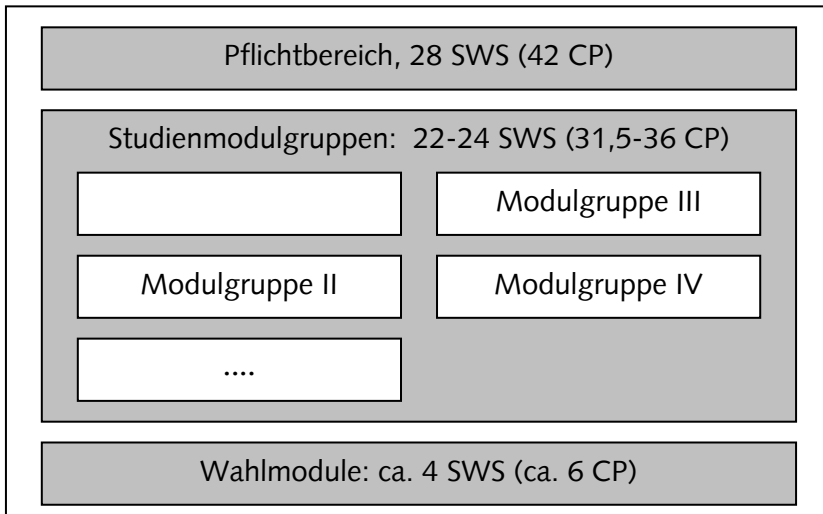 Pflichtbereich, 28 SWS (42 CP)
Studienmodulgruppen: 22-24 SWS (31,5-36 CP)
Modulgruppe III
Modulgruppe II
Modulgruppe IV
....
Wahlmodule: ca. 4 SWS (ca. 6 CP)